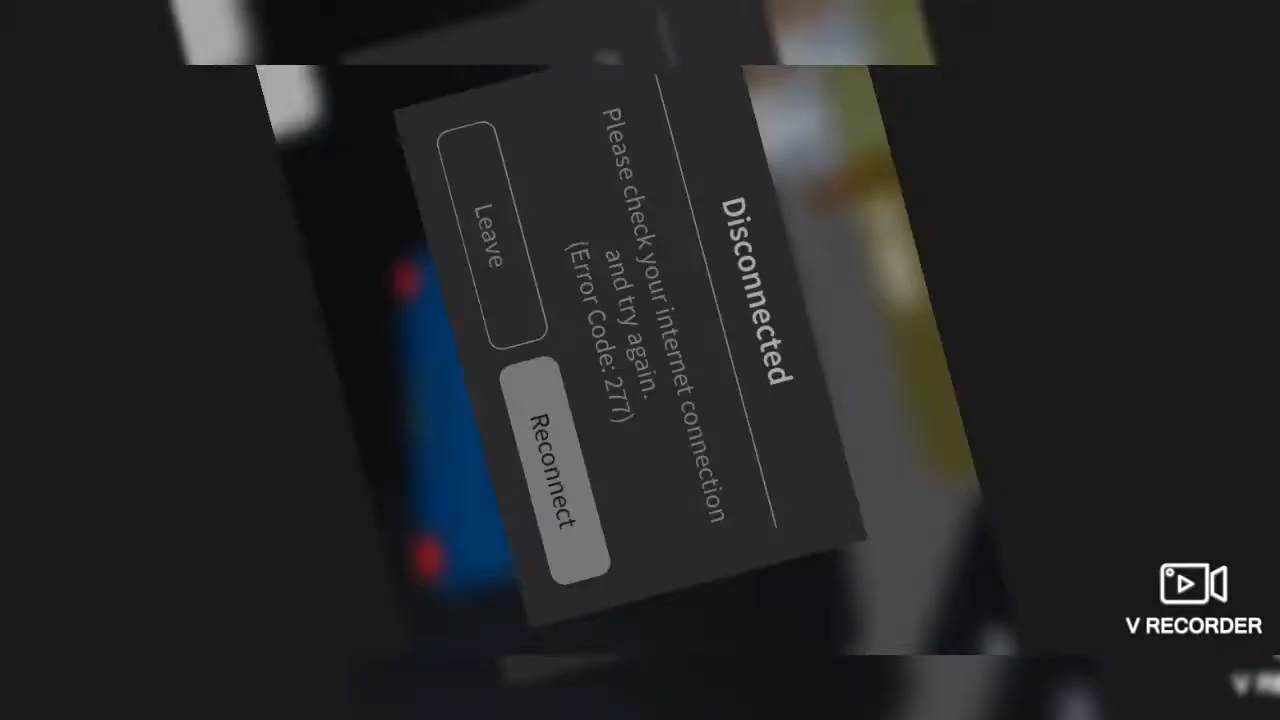 Disconnected
Please check your internet connection
and try again.
(Error Code: 277)
Leave
Reconnect
V RECORDER